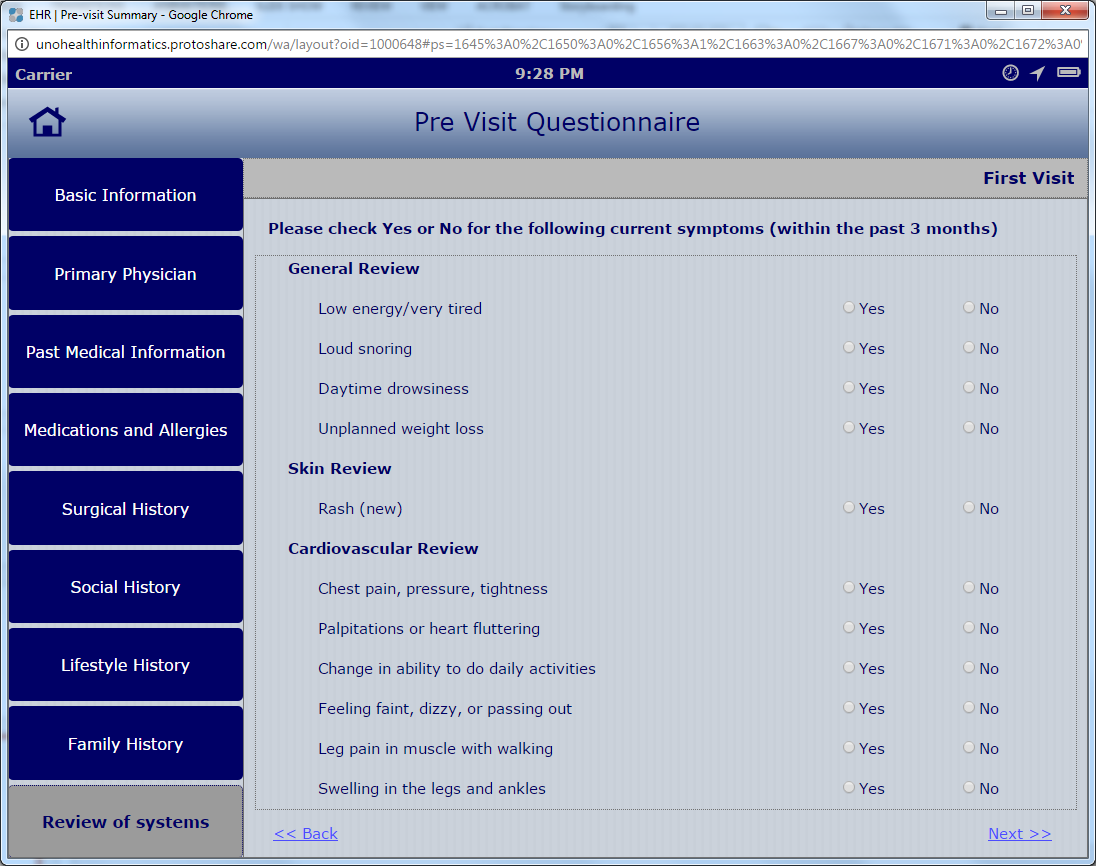 EHR | Pre-visit Summary - Google Chrome
unohealthinformatics.protoshare.com/wa/layout?oid=1000648#ps=1645%3A0%2C1650%3A0%2C1656%3A1%2C1663%3A0%2C1667%3A0%2C1671%3A0%2C1672%3A0%
Carrier 9:28 PM
Pre Visit Questionnaire
First Visit
Basic Information
Primary Physician
Past Medical Information
Medications and Allergies
Surgical History
Social History
Lifestyle History
Family History
Review of systems
Please check Yes or No for the following current symptoms (within the past 3 months)
General Review
Low energy/very tired Yes No
Loud snoring Yes No
Daytime drowsiness Yes No
Unplanned weight loss Yes No
Skin Review
Rash (new) Yes No
Cardiovascular Review
Chest pain, pressure, tightness Yes No
Palpitations or heart fluttering Yes No
Change in ability to do daily activities Yes No
Feeling faint, dizzy, or passing out Yes No
Leg pain in muscle with walking Yes No
Swelling in the legs and ankles Yes No
<< Back Next >>